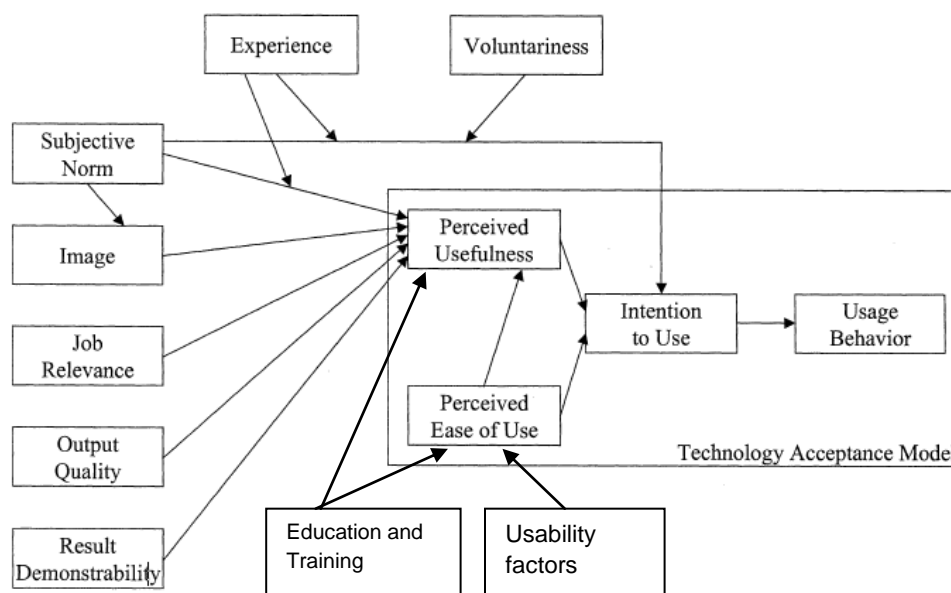 Experience
Voluntariness
Subjective
Norm
Image
Perceived
Usefulness
Job
Relevance
Intention
to Use
Usage
Behavior
Perceived
Ease of Use
Output
Quality
Technology Acceptance Mode
Education and
Training
Usability
factors
Result
Demonstrability